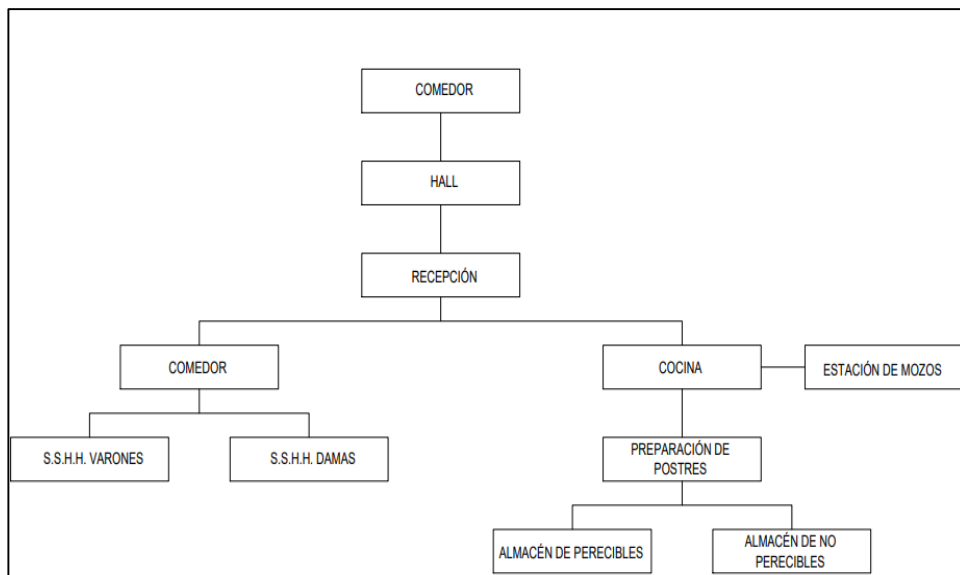 COMEDOR
HALL
RECEPCIÓN
COMEDOR
COCINA
ESTACIÓN DE MOZOS
S.S.H.H. VARONES
S.S.H.H. DAMAS
PREPARACIÓN DE
POSTRES
ALMACÉN DE PERECIBLES
ALMACÉN DE NO
PERECIBLES